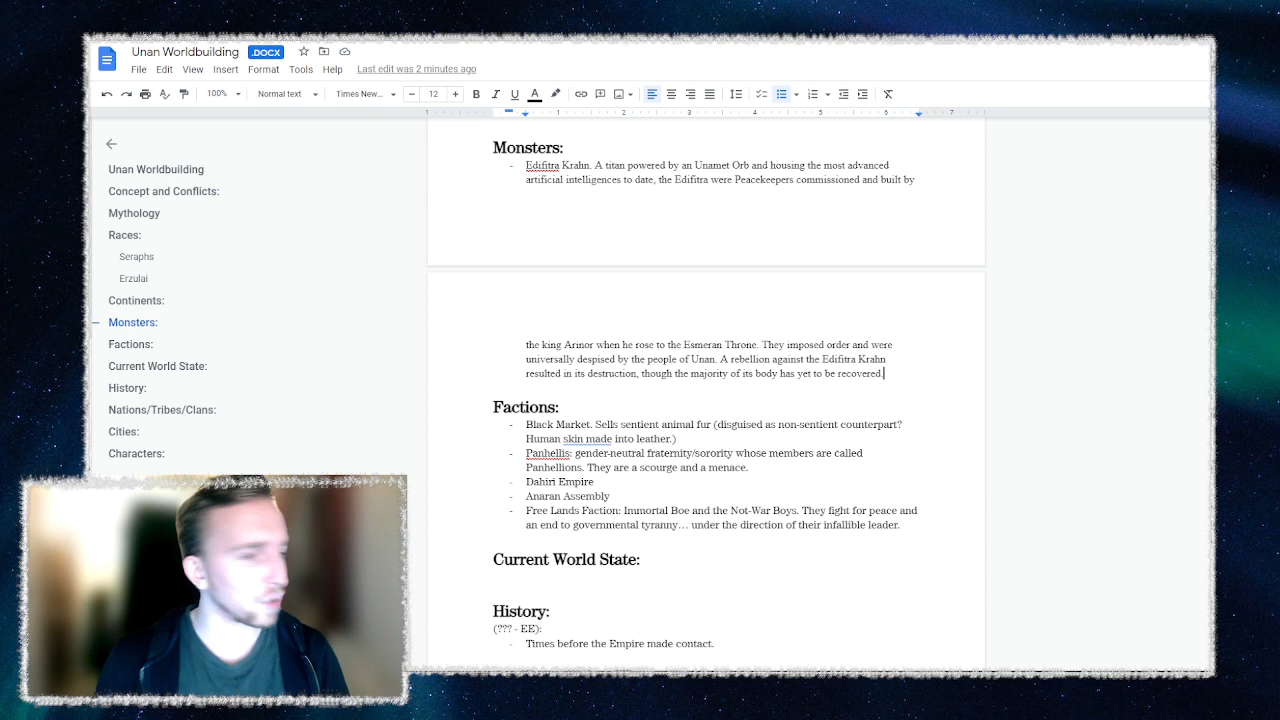 Unan Worldbuilding .DOCX
File Edit View Insert Format Tools Help Last edit was 2 minutes ago
100% Normal text Times New... 12 B I U A
1 1 2 3 4 5 6 7
Unan Worldbuilding
Concept and Conflicts:
Mythology
Races:
Seraphs
Erzulai
Continents:
Monsters:
Factions:
Current World State:
History:
Nations/Tribes/Clans:
Cities:
Characters:
Monsters:
- Edifitra Krahn. A titan powered by an Unamet Orb and housing the most advanced
artificial intelligences to date, the Edifitra were Peacekeepers commissioned and built by
the king Arinor when he rose to the Esmeran Throne. They imposed order and were
universally despised by the people of Unan. A rebellion against the Edifitra Krahn
resulted in its destruction, though the majority of its body has yet to be recovered.
Factions:
- Black Market. Sells sentient animal fur (disguised as non-sentient counterpart?
Human skin made into leather.)
- Panhellis: gender-neutral fraternity/sorority whose members are called
Panhellions. They are a scourge and a menace.
- Dahiri Empire
- Anaran Assembly
- Free Lands Faction: Immortal Boe and the Not-War Boys. They fight for peace and
an end to governmental tyranny… under the direction of their infallible leader.
Current World State:
History:
(??? - EE):
- Times before the Empire made contact.